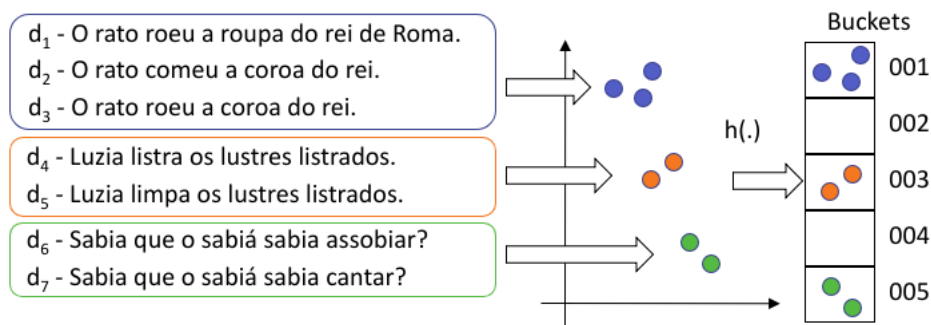 d₁ - O rato roeu a roupa do rei de Roma.
d₂ - O rato comeu a coroa do rei.
d₃ - O rato roeu a coroa do rei.
d₄ - Luzia listra os lustres listrados.
d₅ - Luzia limpa os lustres listrados.
d₆ - Sabia que o sabiá sabia assobiar?
d₇ - Sabia que o sabiá sabia cantar?
h(.)
Buckets
001
002
003
004
005